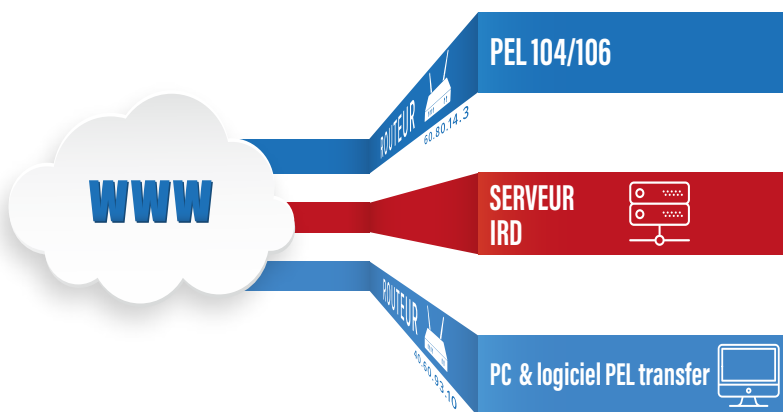 WWW
ROUTEUR
60.80.14.3
PEL 104/106
SERVEUR
IRD
ROUTEUR
40.60.93.10
PC & logiciel PEL transfer